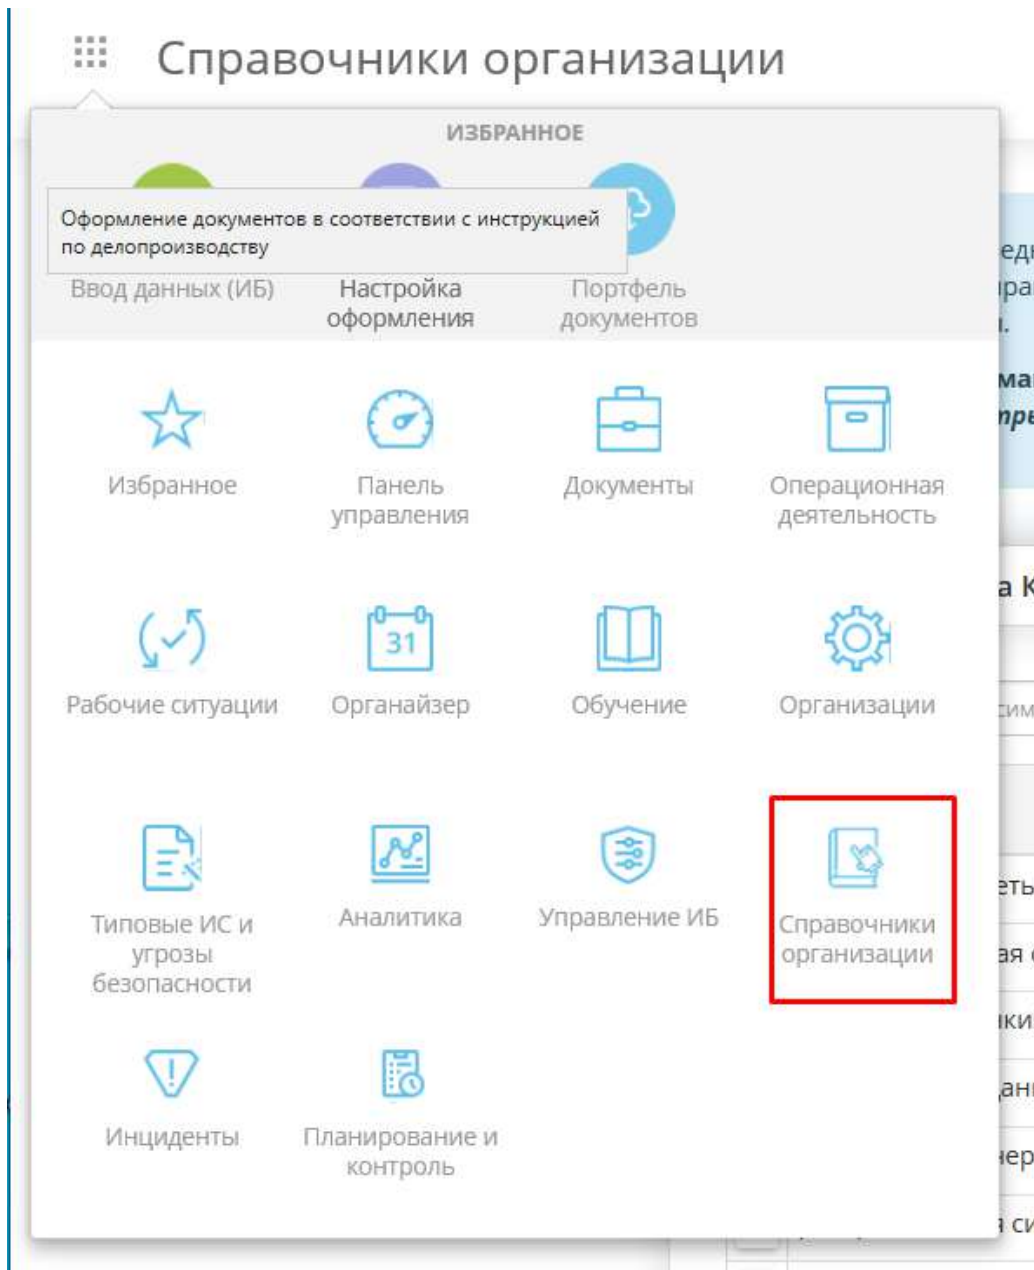 Справочники организации
ИЗБРАННОЕ
Оформление документов в соответствии с инструкцией
по делопроизводству
Ввод данных (ИБ)
Настройка
оформления
Портфель
документов
Избранное
Панель
управления
Документы
Операционная
деятельность
Рабочие ситуации
31
Органайзер
Обучение
Организации
Типовые ИС и
угрозы
безопасности
Аналитика
Управление ИБ
Справочники
организации
Инциденты
Планирование и
контроль